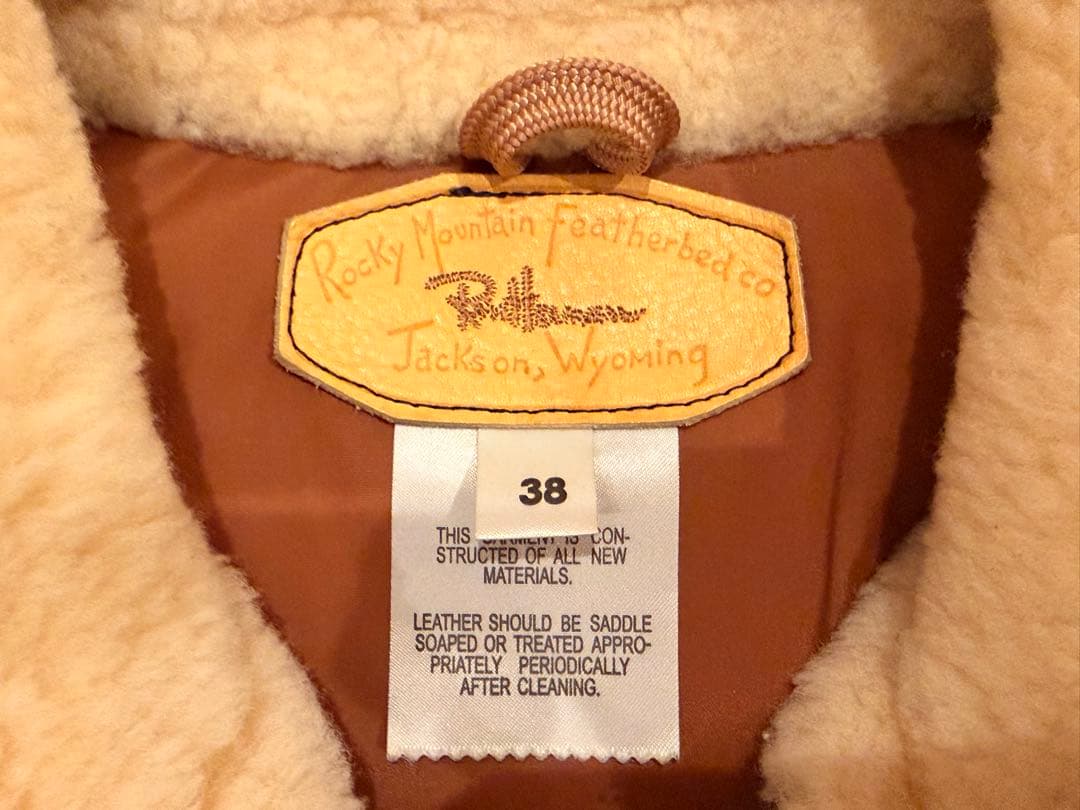 Rocky Mountain Featherbed co
Jackson, Wyoming
38
THIS GARMENT IS CON-
STRUCTED OF ALL NEW
MATERIALS.
LEATHER SHOULD BE SADDLE
SOAPED OR TREATED APPRO-
PRIATELY PERIODICALLY
AFTER CLEANING.